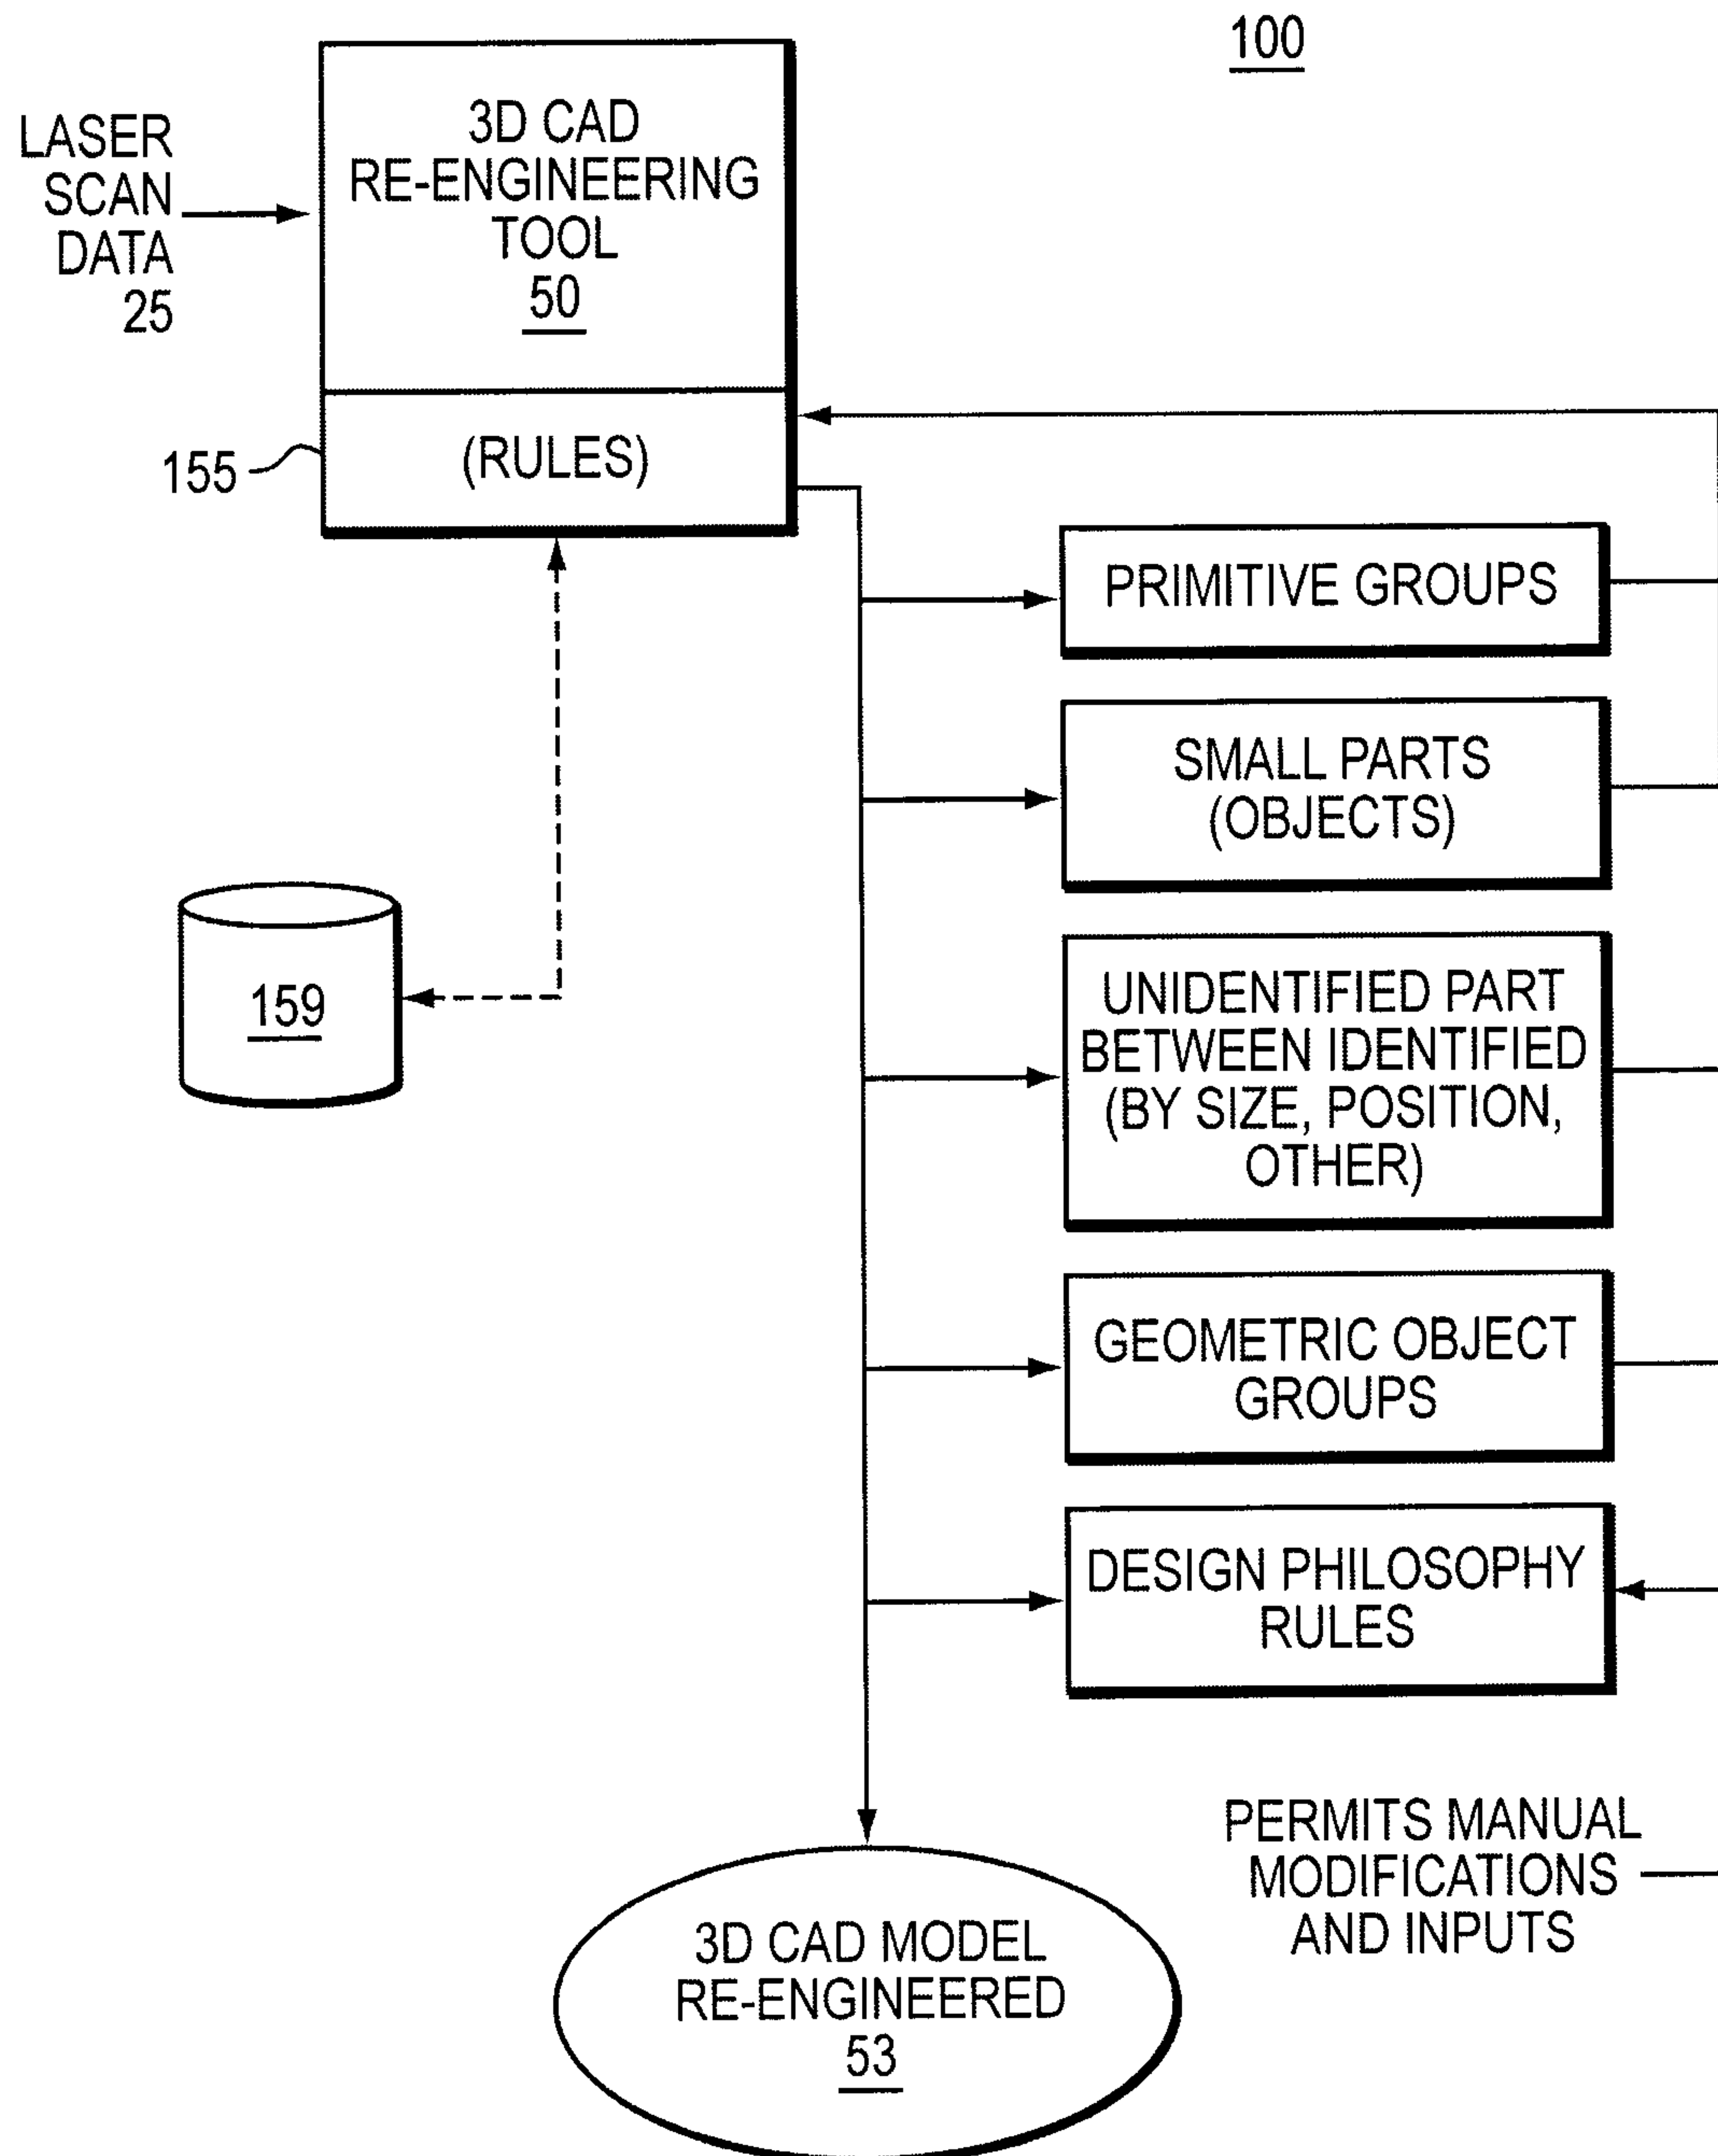 100
LASER
SCAN
DATA
25
3D CAD
RE-ENGINEERING
TOOL
50
155
(RULES)
PRIMITIVE GROUPS
SMALL PARTS
(OBJECTS)
159
UNIDENTIFIED PART
BETWEEN IDENTIFIED
(BY SIZE, POSITION,
OTHER)
GEOMETRIC OBJECT
GROUPS
DESIGN PHILOSOPHY
RULES
PERMITS MANUAL
MODIFICATIONS
AND INPUTS
3D CAD MODEL
RE-ENGINEERED
53